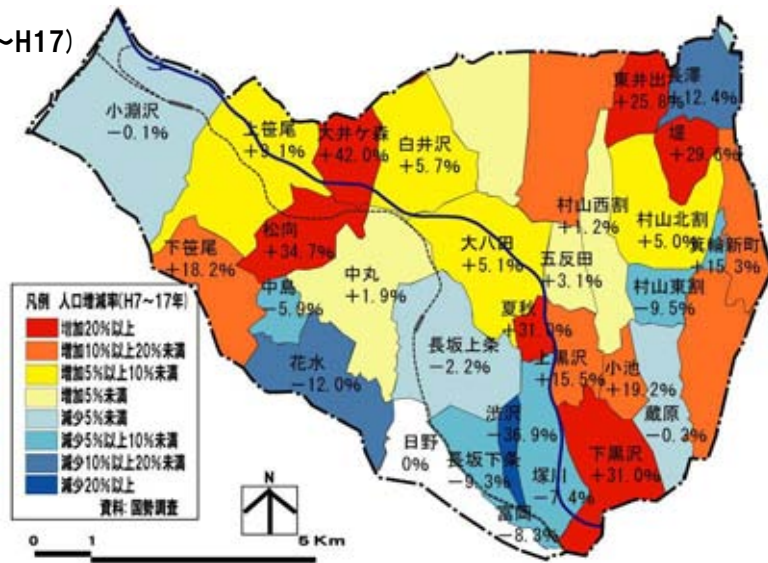 ～H17)
小淵沢
－0.1%
上笹尾
+9.1%
大井ケ森
+42.0%
白井沢
+5.7%
東井出
+25.8%
長澤
+12.4%
堤
+29.6%
松向
+34.7%
下笹尾
+18.2%
中島
－5.9%
中丸
+1.9%
大八田
+5.1%
五反田
+3.1%
村山西割
+1.2%
村山北割
+5.0%
箕輪新町
+15.3%
村山東割
－9.5%
夏秋
花水
－12.0%
長坂上条
－2.2%
上黒沢
+15.5%
小池
+19.2%
蔵原
－0.3%
日野
0%
長坂下条
－9.3%
渋沢
－36.9%
塚川
－7.4%
下黒沢
+31.0%
富岡
－8.3%
凡例 人口増減率(H7～17年)
増加20%以上
増加10%以上20%未満
増加5%以上10%未満
増加5%未満
減少5%未満
減少5%以上10%未満
減少10%以上20%未満
減少20%以上
資料: 国勢調査
N
0 1 5 Km